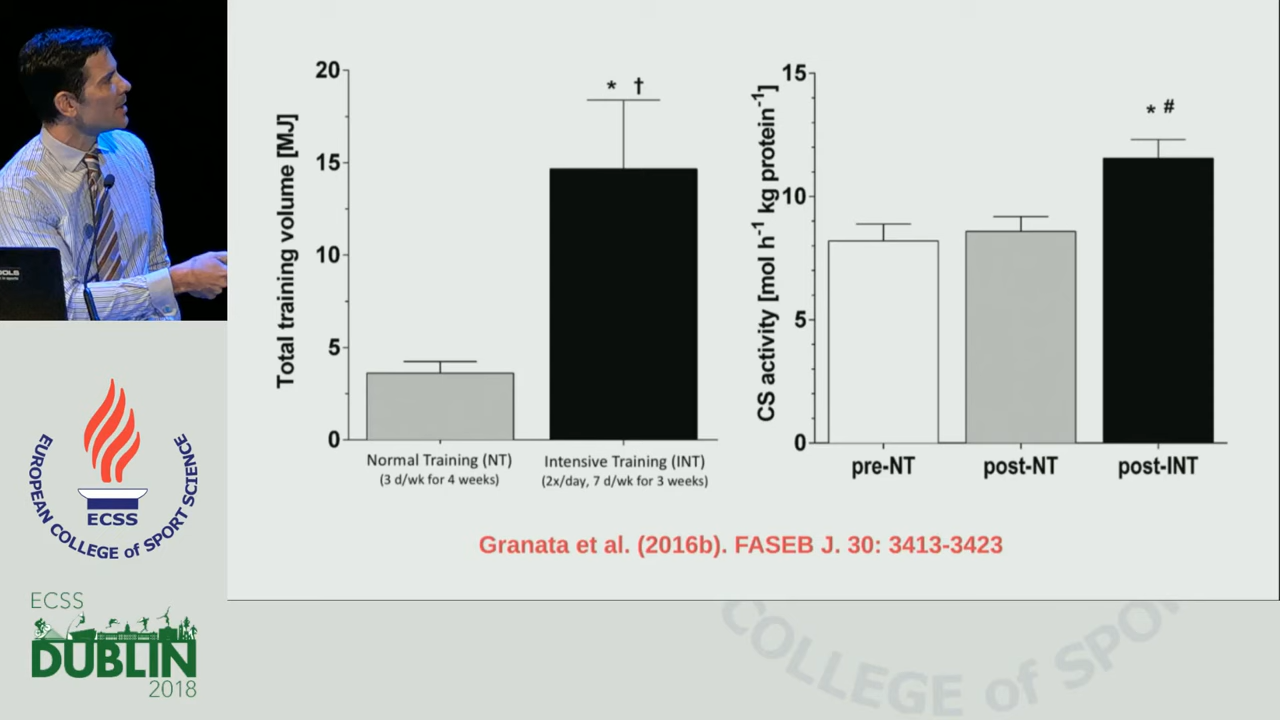 Total training volume [MJ]
20
15
10
5
0
* †
Normal Training (NT)
(3 d/wk for 4 weeks)
Intensive Training (INT)
(2x/day, 7 d/wk for 3 weeks)
CS activity [mol h-1 kg protein-1]
15
10
5
0
* #
pre-NT
post-NT
post-INT
Granata et al. (2016b). FASEB J. 30: 3413-3423
EUROPEAN COLLEGE of SPORT SCIENCE
ECSS
ECSS
DUBLIN
2018
COLLEGE of SPOR